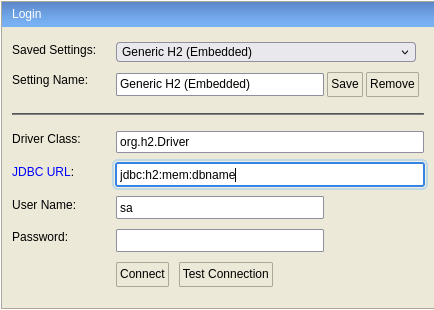 Login
Saved Settings: Generic H2 (Embedded)
Setting Name: Generic H2 (Embedded) Save Remove
Driver Class: org.h2.Driver
JDBC URL: jdbc:h2:mem:dbname
User Name: sa
Password:
Connect Test Connection